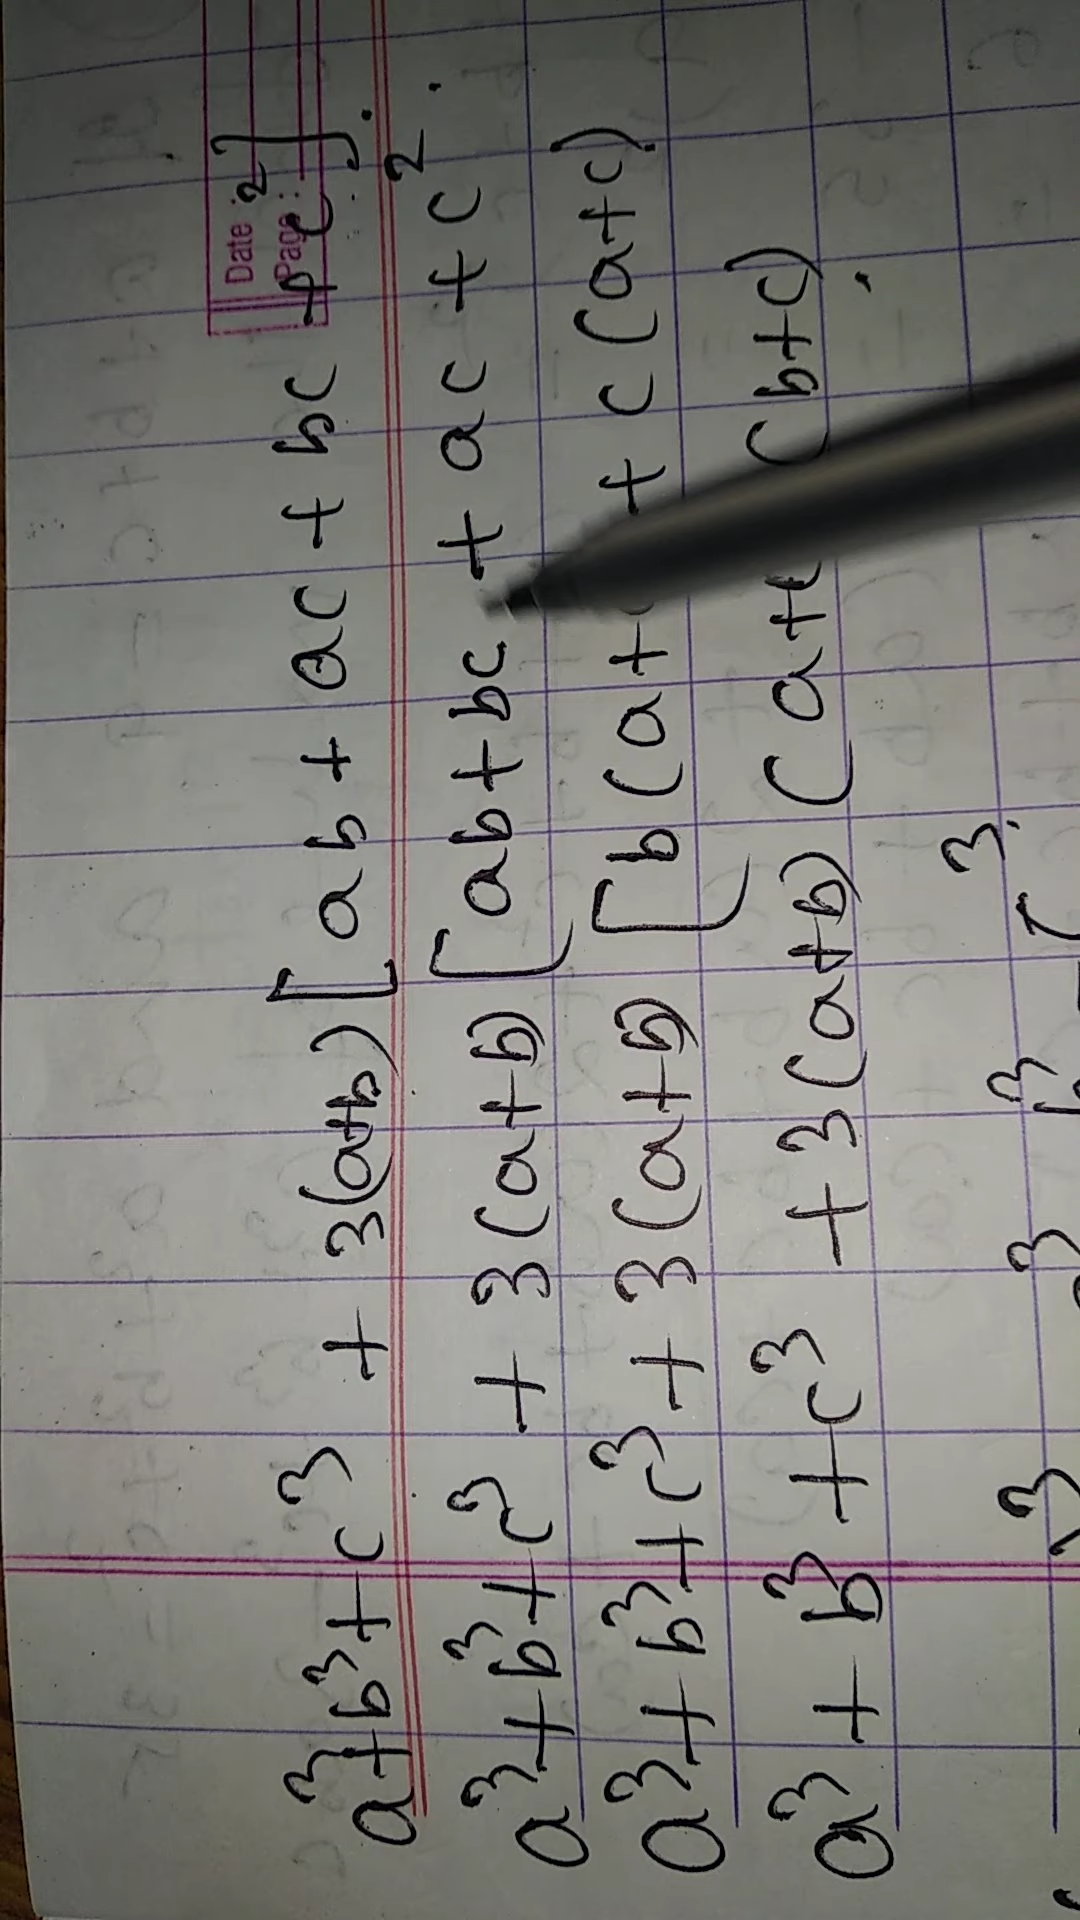 Date :
Page :
a³+b³+c³ + 3(a+b) [ab + ac + bc + c²].
a³+b³+c³ + 3(a+b) [ab+bc + ac + c².
a³+b³+c³ + 3(a+b) [b(a+ + c(a+c)
a³ + b³ +c³ +3(a+b) (a+c (b+c)